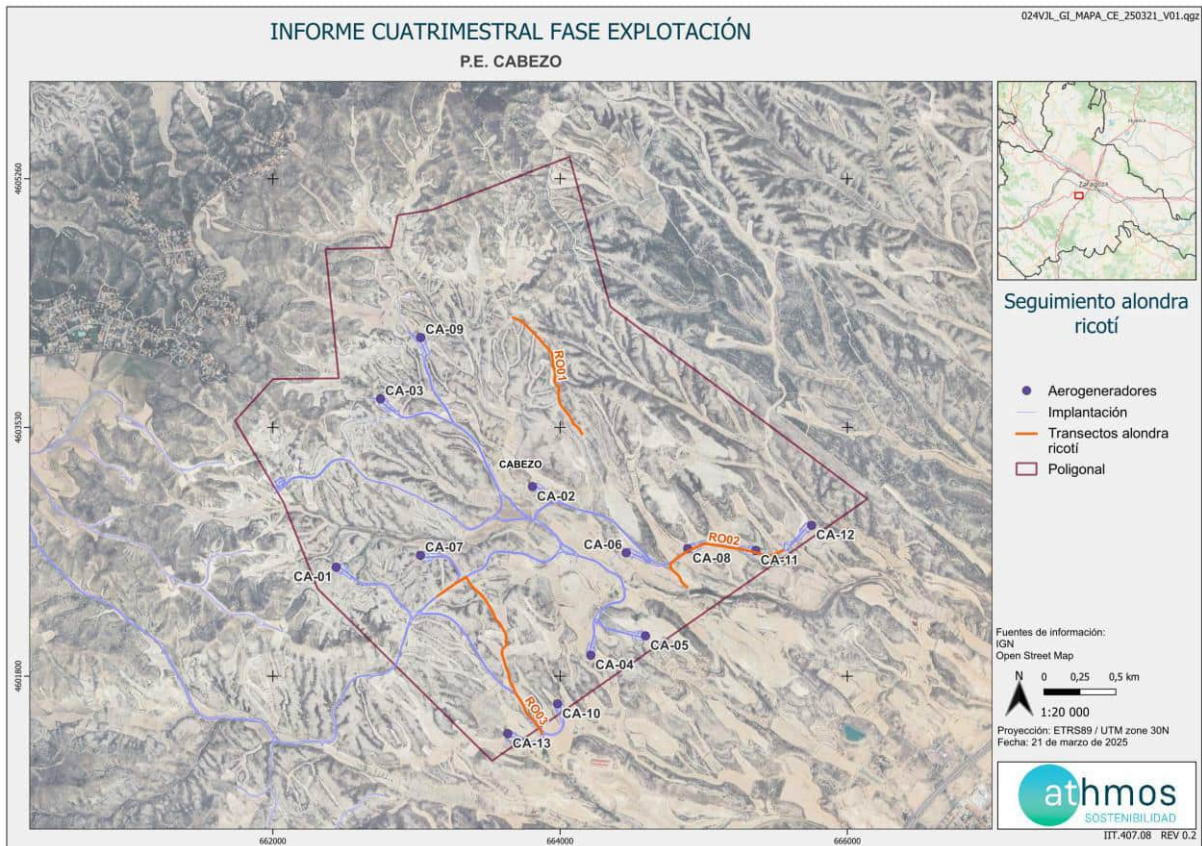 024VJL_GI_MAPA_CE_250321_V01.qgz
INFORME CUATRIMESTRAL FASE EXPLOTACIÓN
P.E. CABEZO
4605260
4603530
4601800
662000
664000
666000
CA-09
RO01
CA-03
CABEZO
CA-02
CA-12
CA-06
RO02
CA-08
CA-11
CA-07
CA-01
CA-05
CA-04
CA-10
RO03
CA-13
Huesca
Zaragoza
Seguimiento alondra
ricotí
Aerogeneradores
Implantación
Transectos alondra
ricotí
Poligonal
Fuentes de información:
IGN
Open Street Map
N
0 0,25 0,5 km
1:20 000
Proyección: ETRS89 / UTM zone 30N
Fecha: 21 de marzo de 2025
athmos
SOSTENIBILIDAD
IIT.407.08 REV 0.2